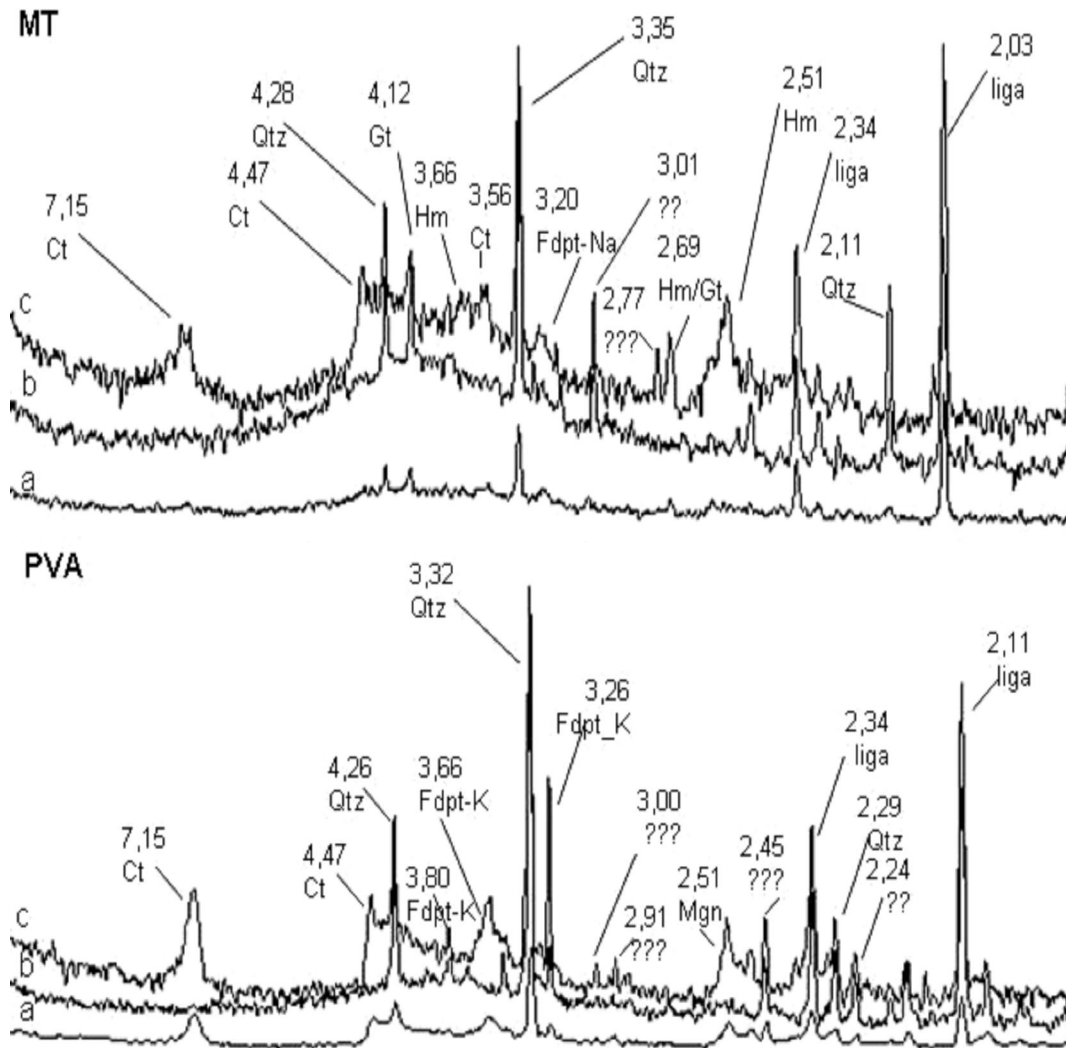 MT
7,15
Ct
4,47
Ct
4,28
Qtz
4,12
Gt
3,66
Hm
3,56
Ct
3,35
Qtz
3,20
Fdpt-Na
3,01
??
2,77
???
2,69
Hm/Gt
2,51
Hm
2,34
liga
2,11
Qtz
2,03
liga
c
b
a
PVA
7,15
Ct
4,47
Ct
4,26
Qtz
3,80
Fdpt-K
3,66
Fdpt-K
3,32
Qtz
3,26
Fdpt_K
3,00
???
2,91
???
2,51
Mgn
2,45
???
2,34
liga
2,29
Qtz
2,24
??
2,11
liga
c
b
a